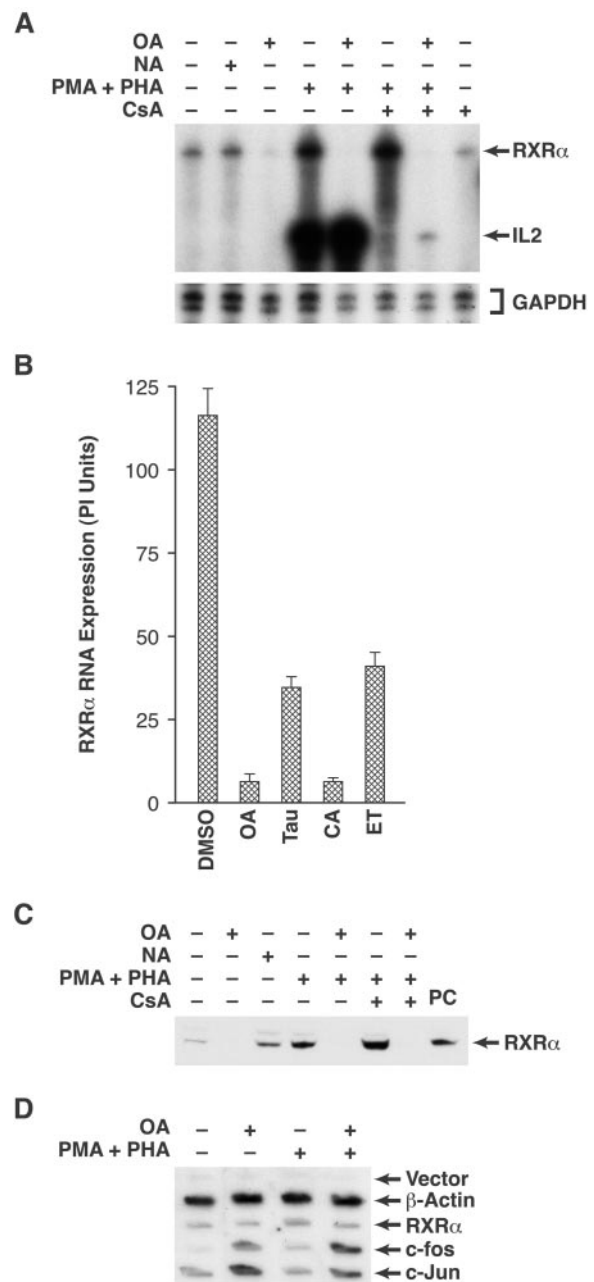 A
OA − − + − + − + −
NA − + − − − − − −
PMA + PHA − − − + + + + −
CsA − − − − − + + +
RXRα
IL2
GAPDH
B
RXRα RNA Expression (PI Units)
125
100
75
50
25
0
DMSO OA Tau CA ET
C
OA − + − − + − +
NA − − + − − − −
PMA + PHA − − − + + + +
CsA − − − − − + + PC
RXRα
D
OA − + − +
PMA + PHA − − + +
Vector
β-Actin
RXRα
c-fos
c-Jun